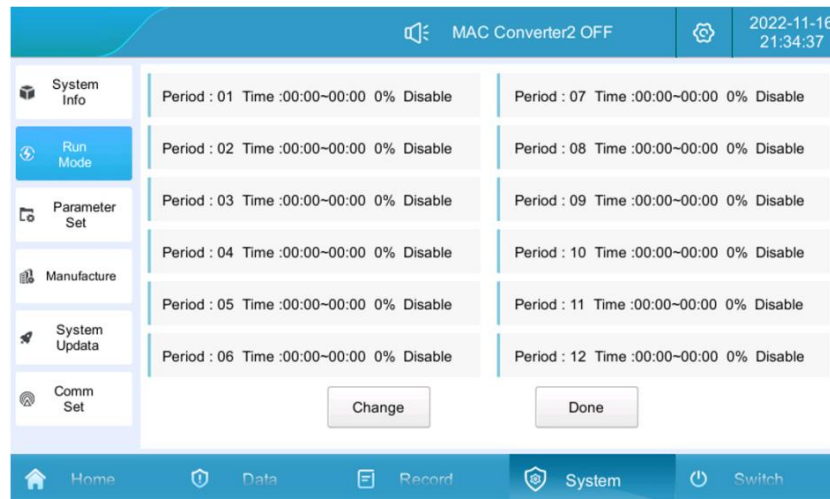 MAC Converter2 OFF
2022-11-16
21:34:37
System
Info
Run
Mode
Parameter
Set
Manufacture
System
Updata
Comm
Set
Period : 01 Time :00:00~00:00 0% Disable
Period : 02 Time :00:00~00:00 0% Disable
Period : 03 Time :00:00~00:00 0% Disable
Period : 04 Time :00:00~00:00 0% Disable
Period : 05 Time :00:00~00:00 0% Disable
Period : 06 Time :00:00~00:00 0% Disable
Period : 07 Time :00:00~00:00 0% Disable
Period : 08 Time :00:00~00:00 0% Disable
Period : 09 Time :00:00~00:00 0% Disable
Period : 10 Time :00:00~00:00 0% Disable
Period : 11 Time :00:00~00:00 0% Disable
Period : 12 Time :00:00~00:00 0% Disable
Change
Done
Home
Data
Record
System
Switch